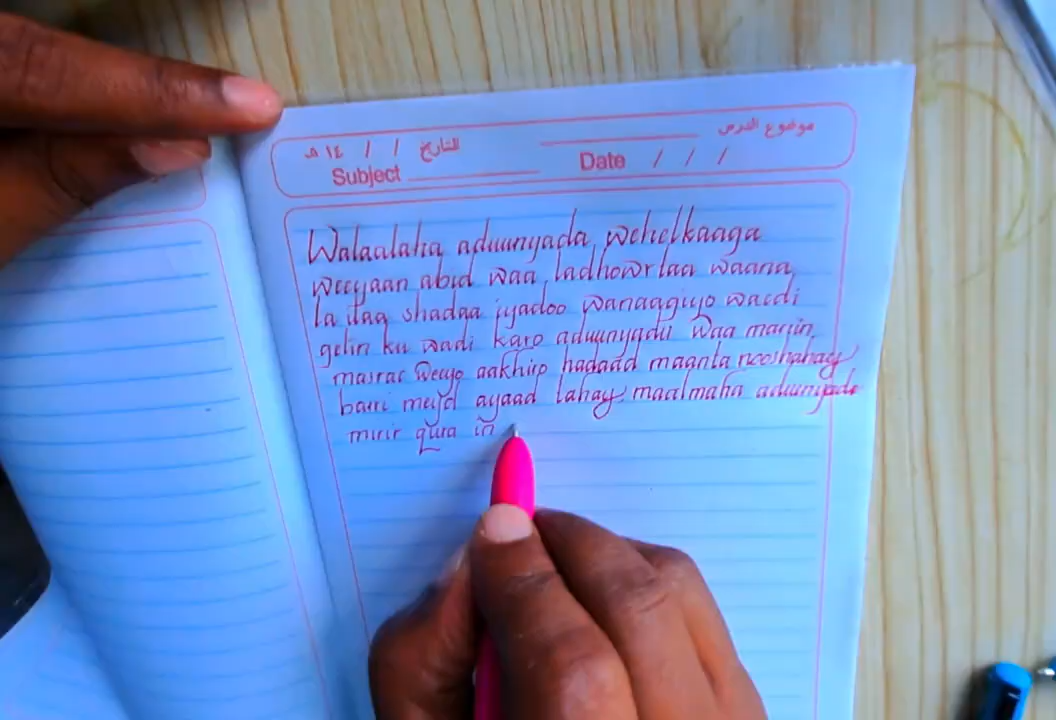 موضوع الدرس
التاريخ / / ١٤ هـ
Subject Date / / /
Walaalaha aduunyada wehelkaaga
weeyaan abid waa ladhowrlaa waana
la ilaa shadaa iyadoo wanaagiyo wacdi
gelin ku wadi karo aduunyadu waa marin
masrac weeyo aakhiro hadaad maanta nooshahay
barri meyd ayaad lahay maalmaha aduunyada
mirir qura in